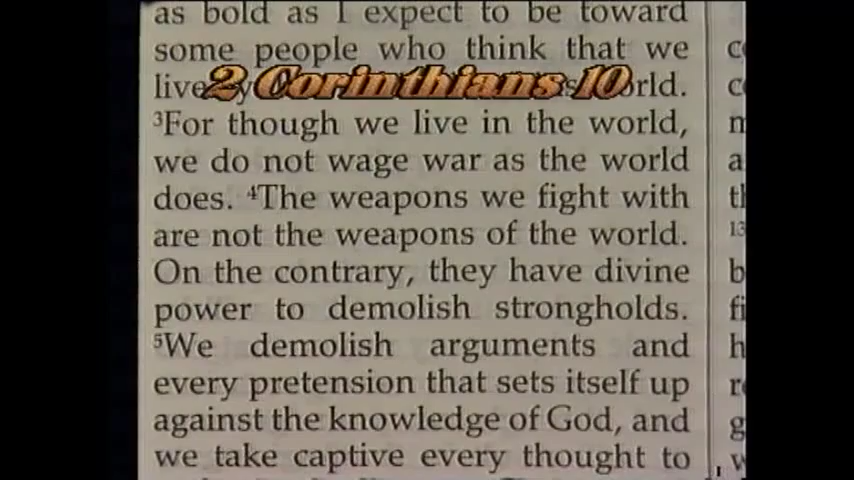 as bold as I expect to be toward
some people who think that we
live
2 Corinthians 10
orld.
³For though we live in the world,
we do not wage war as the world
does. ⁴The weapons we fight with
are not the weapons of the world.
On the contrary, they have divine
power to demolish strongholds.
⁵We demolish arguments and
every pretension that sets itself up
against the knowledge of God, and
we take captive every thought to
13